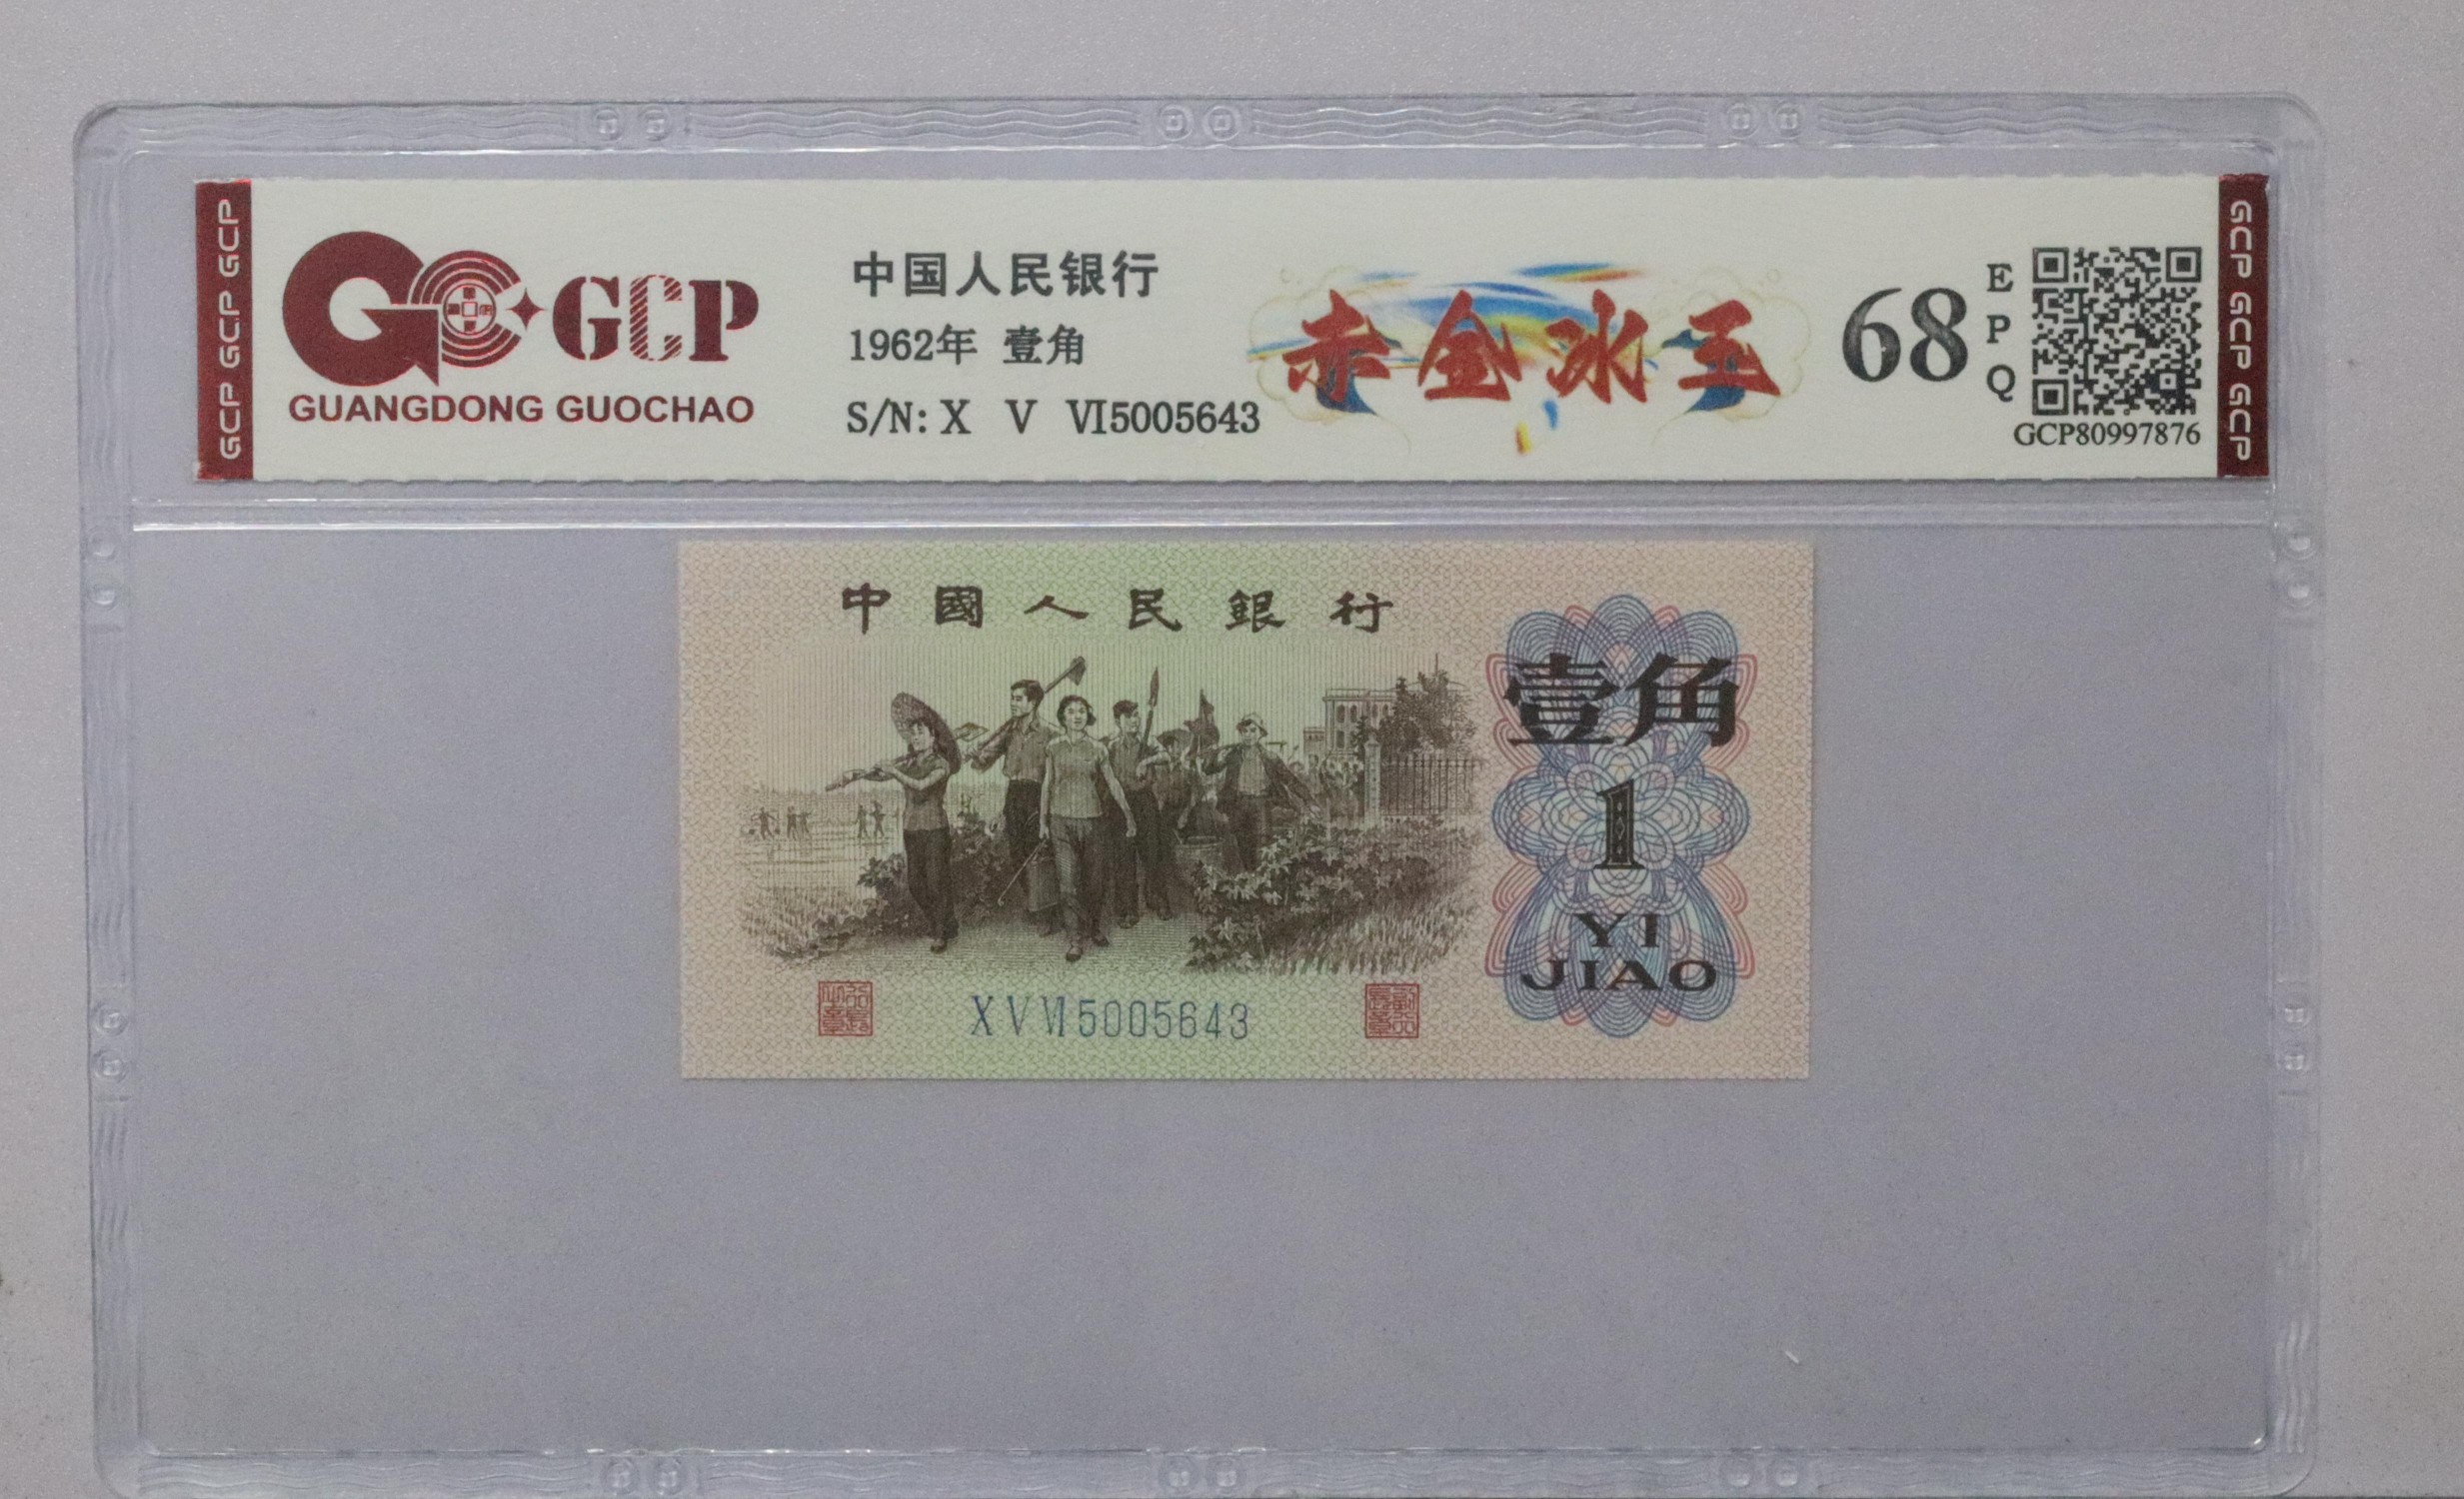 GCP GCP GCP
GCP
GUANGDONG GUOCHAO
中国人民银行
1962年 壹角
S/N: X V VI5005643
赤金冰玉
68
E
P
Q
GCP80997876
GCP GCP GCP
中國人民銀行
壹角
1
YI
JIAO
X V VI 5005643